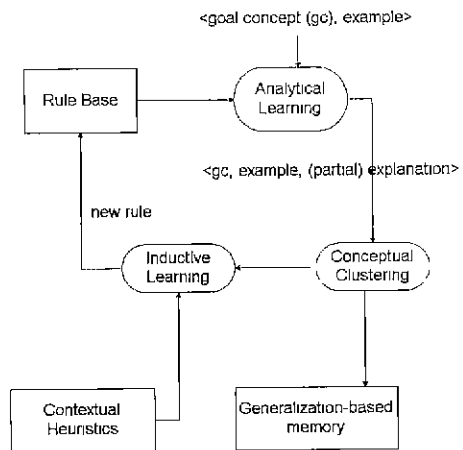 <goal concept (gc), example>
Rule Base
Analytical
Learning
<gc, example, (partial) explanation>
new rule
Inductive
Learning
Conceptual
Clustering
Contextual
Heuristics
Generalization-based
memory